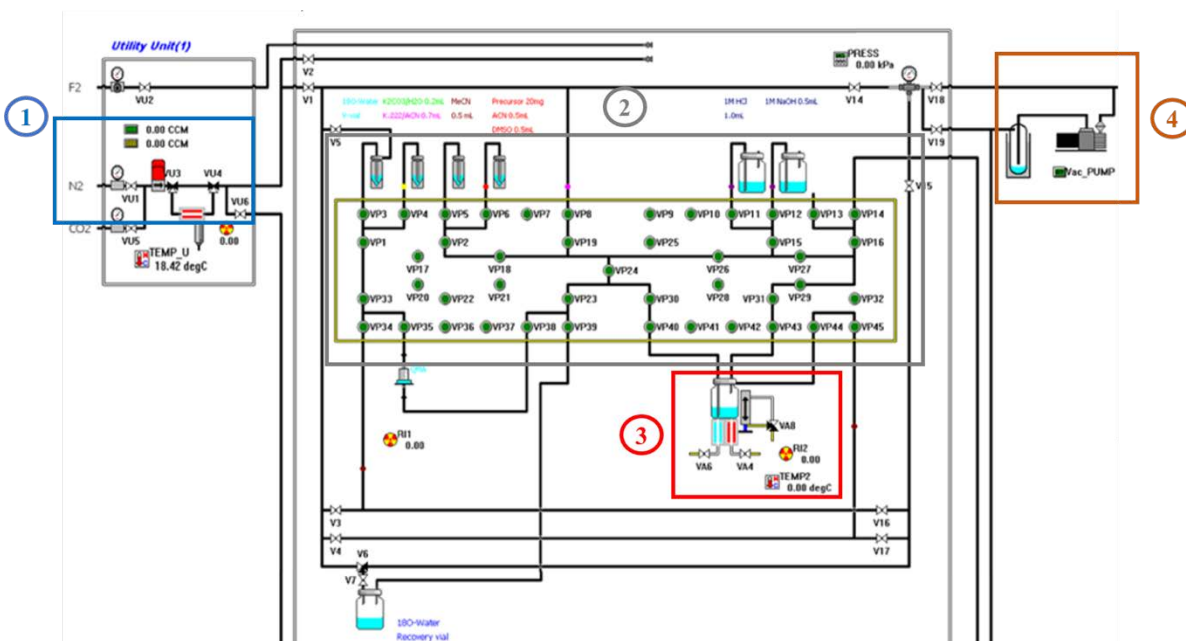 Utility Unit(1)
F2
VU2
V2
V1
PRESS
0.00 kPa
V14
V18
1
2
4
0.00 CCM
0.00 CCM
18O-Water
K2CO3/H2O 0.2mL
MeCN
Precursor 20mg
1M HCl
1M NaOH 0.5mL
V-vial
K.222/ACN 0.7mL
0.5 mL
ACN 0.5mL
1.0mL
DMSO 0.5mL
V5
V19
Vac_PUMP
N2
VU3
VU4
VU1
VU6
V15
CO2
VU5
0.00
TEMP_U
18.42 degC
VP3
VP4
VP5
VP6
VP7
VP8
VP9
VP10
VP11
VP12
VP13
VP14
VP1
VP2
VP19
VP25
VP15
VP16
VP17
VP18
VP24
VP26
VP27
VP20
VP21
VP28
VP29
VP33
VP22
VP23
VP30
VP31
VP32
VP34
VP35
VP36
VP37
VP38
VP39
VP40
VP41
VP42
VP43
VP44
VP45
QMA
3
RI1
0.00
VA8
VA6
VA4
RI2
0.00
TEMP2
0.00 degC
V3
V16
V4
V17
V6
V7
18O-Water
Recovery vial